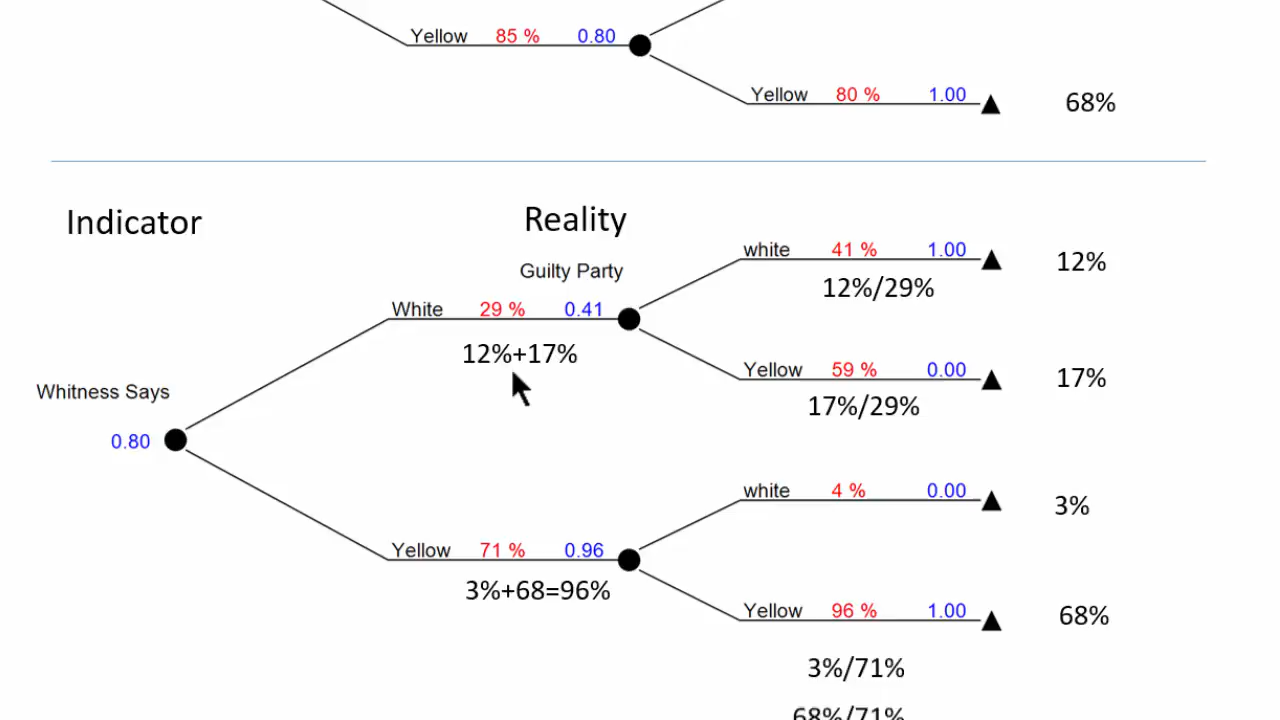 Yellow 85 % 0.80
Yellow 80 % 1.00 68%
Indicator
Reality
white 41 % 1.00 12%
12%/29%
Guilty Party
White 29 % 0.41
12%+17%
Yellow 59 % 0.00 17%
17%/29%
Whitness Says
0.80
white 4 % 0.00 3%
Yellow 71 % 0.96
3%+68=96%
Yellow 96 % 1.00 68%
3%/71%
68%/71%